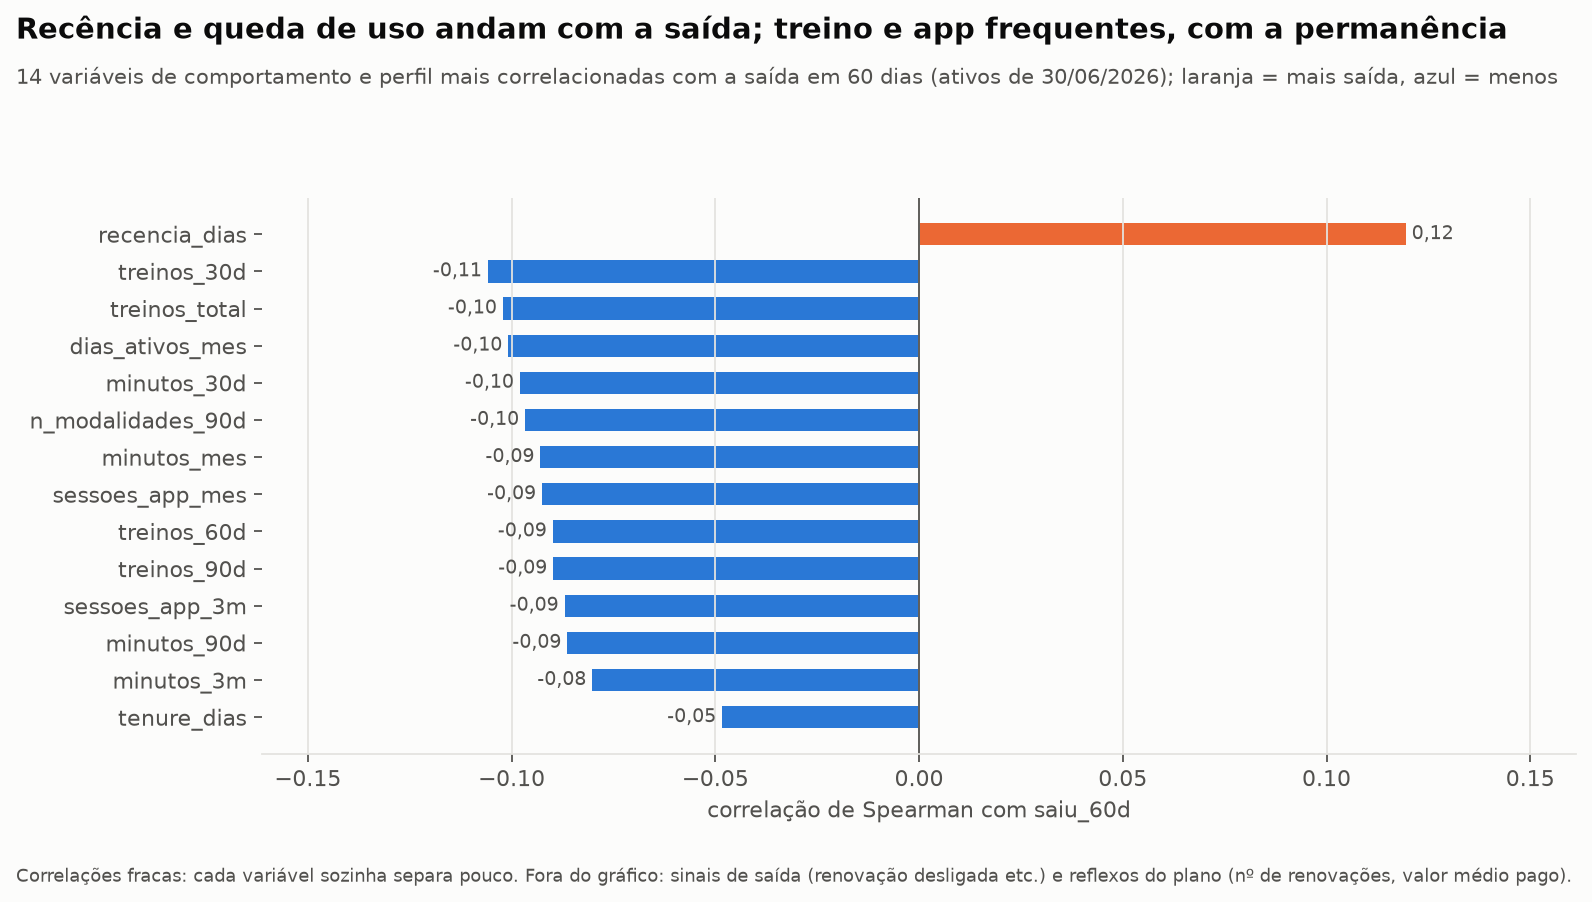 Recência e queda de uso andam com a saída; treino e app frequentes, com a permanência
14 variáveis de comportamento e perfil mais correlacionadas com a saída em 60 dias (ativos de 30/06/2026); laranja = mais saída, azul = menos
recencia_dias 0,12
treinos_30d -0,11
treinos_total -0,10
dias_ativos_mes -0,10
minutos_30d -0,10
n_modalidades_90d -0,10
minutos_mes -0,09
sessoes_app_mes -0,09
treinos_60d -0,09
treinos_90d -0,09
sessoes_app_3m -0,09
minutos_90d -0,09
minutos_3m -0,08
tenure_dias -0,05
−0.15 −0.10 −0.05 0.00 0.05 0.10 0.15
correlação de Spearman com saiu_60d
Correlações fracas: cada variável sozinha separa pouco. Fora do gráfico: sinais de saída (renovação desligada etc.) e reflexos do plano (nº de renovações, valor médio pago).